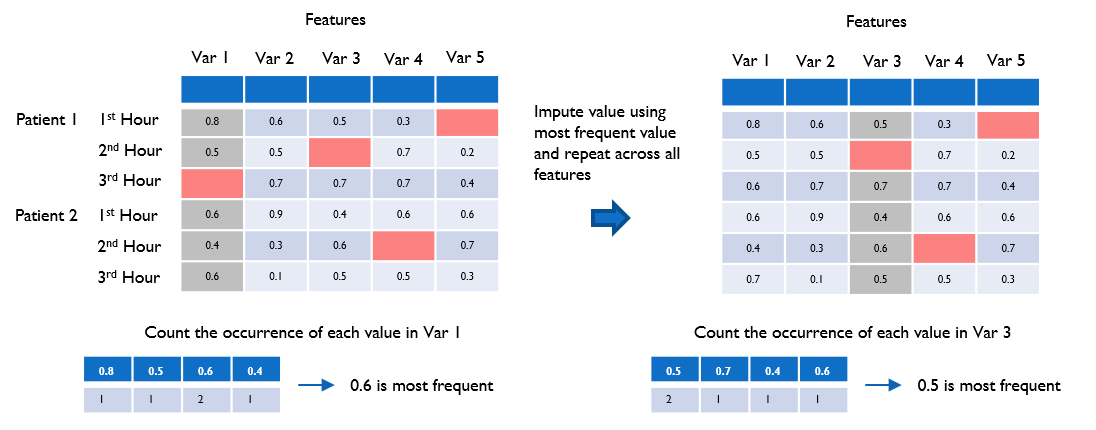 Features
Var 1 Var 2 Var 3 Var 4 Var 5
Patient 1 1st Hour 0.8 0.6 0.5 0.3
2nd Hour 0.5 0.5 0.7 0.2
3rd Hour 0.7 0.7 0.7 0.4
Patient 2 1st Hour 0.6 0.9 0.4 0.6 0.6
2nd Hour 0.4 0.3 0.6 0.7
3rd Hour 0.6 0.1 0.5 0.5 0.3
Count the occurrence of each value in Var 1
0.8 0.5 0.6 0.4
1 1 2 1
0.6 is most frequent
Impute value using
most frequent value
and repeat across all
features
Features
Var 1 Var 2 Var 3 Var 4 Var 5
0.8 0.6 0.5 0.3
0.5 0.5 0.7 0.2
0.6 0.7 0.7 0.7 0.4
0.6 0.9 0.4 0.6 0.6
0.4 0.3 0.6 0.7
0.7 0.1 0.5 0.5 0.3
Count the occurrence of each value in Var 3
0.5 0.7 0.4 0.6
2 1 1 1
0.5 is most frequent